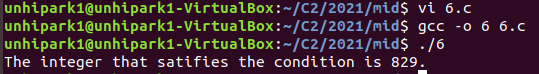 unhipark1@unhipark1-VirtualBox:~/C2/2021/mid$ vi 6.c
unhipark1@unhipark1-VirtualBox:~/C2/2021/mid$ gcc -o 6 6.c
unhipark1@unhipark1-VirtualBox:~/C2/2021/mid$ ./6
The integer that satifies the condition is 829.